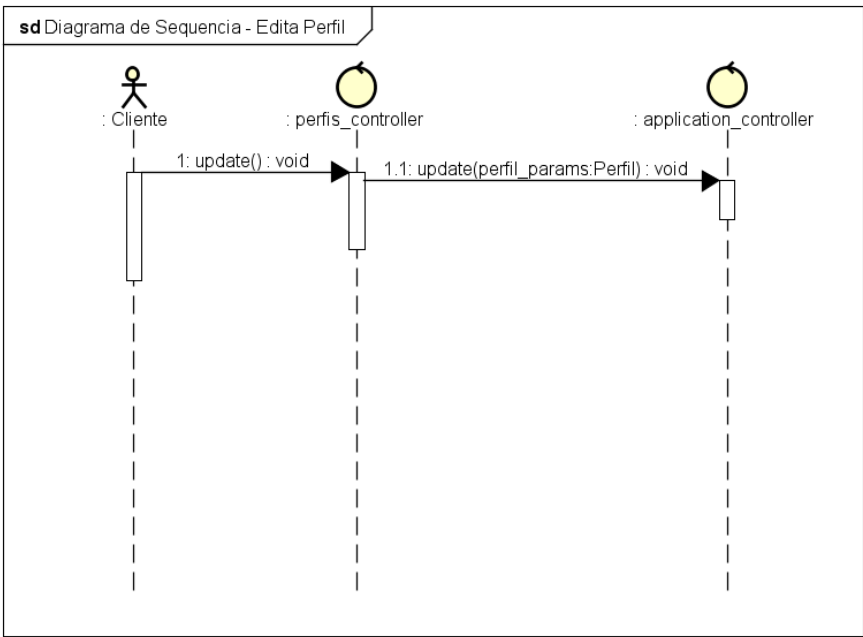 sd Diagrama de Sequencia - Edita Perfil
: Cliente
: perfis_controller
: application_controller
1: update() : void
1.1: update(perfil_params:Perfil) : void